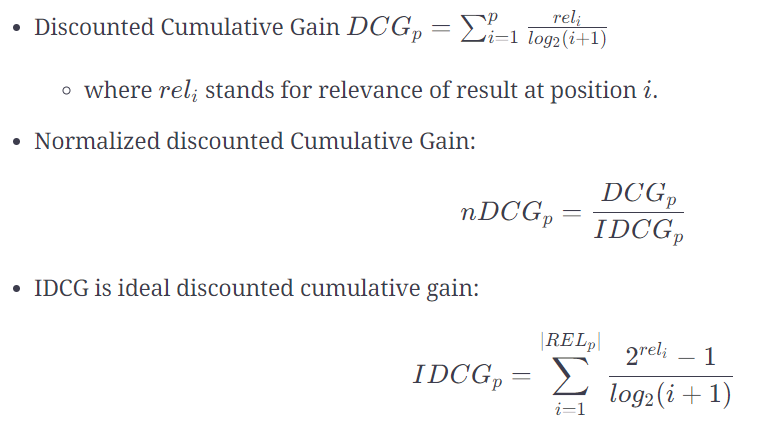 • Discounted Cumulative Gain $DCG_p = \sum_{i=1}^{p} \frac{rel_i}{log_2(i+1)}$
◦ where $rel_i$ stands for relevance of result at position $i$.
• Normalized discounted Cumulative Gain:
$nDCG_p = \frac{DCG_p}{IDCG_p}$
• IDCG is ideal discounted cumulative gain:
$IDCG_p = \sum_{i=1}^{|REL_p|} \frac{2^{rel_i} - 1}{log_2(i+1)}$